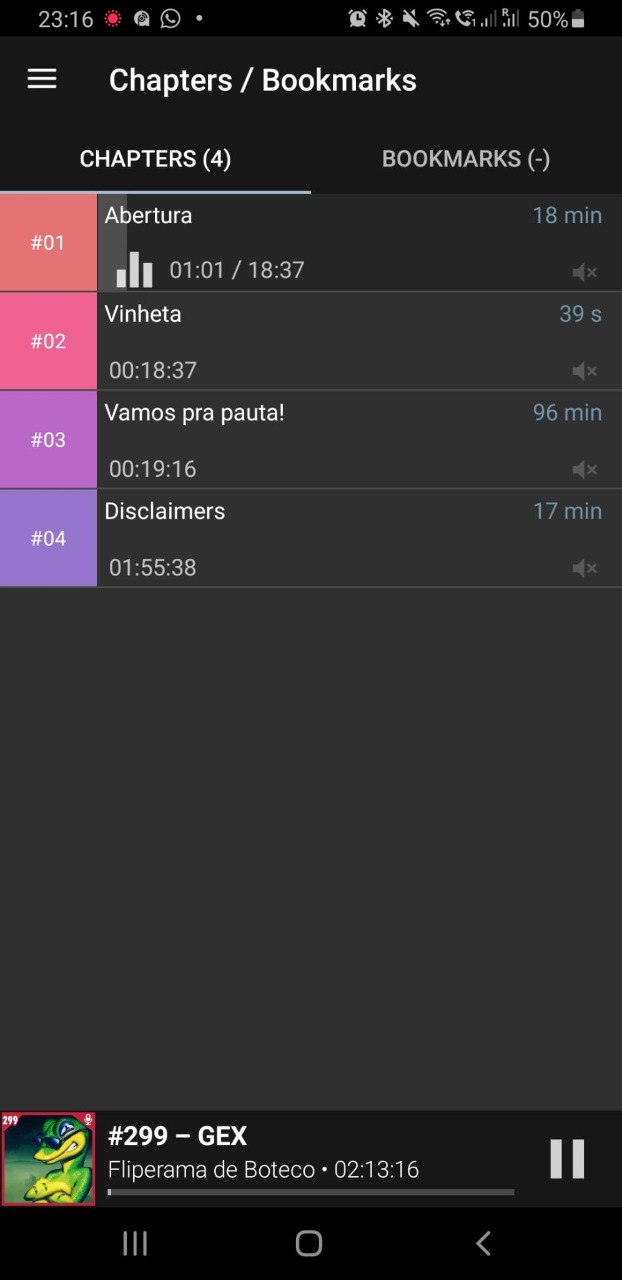 23:16 50%
Chapters / Bookmarks
CHAPTERS (4) BOOKMARKS (-)
#01 Abertura 18 min
01:01 / 18:37
#02 Vinheta 39 s
00:18:37
#03 Vamos pra pauta! 96 min
00:19:16
#04 Disclaimers 17 min
01:55:38
299
#299 – GEX
Fliperama de Boteco • 02:13:16